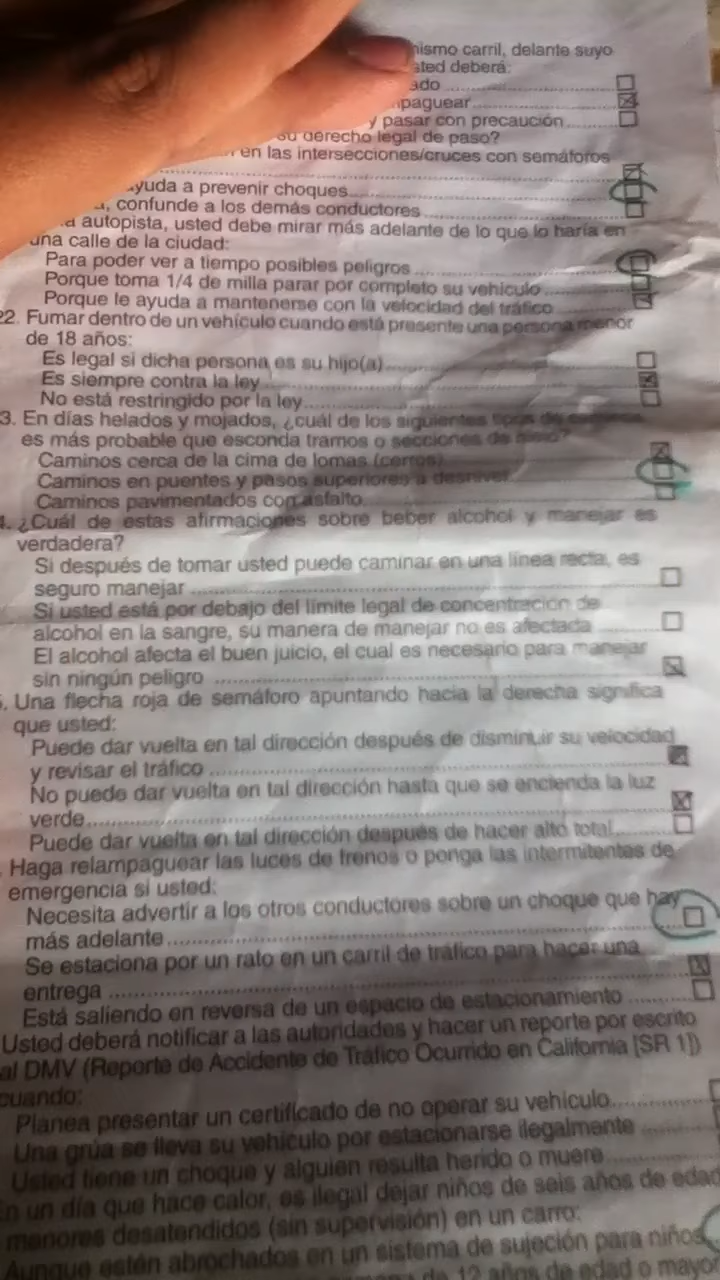 mismo carril, delante suyo
usted deberá:
y pasar con precaución
su derecho legal de paso?
en las intersecciones/cruces con semáforos
ayuda a prevenir choques
confunde a los demás conductores
autopista, usted debe mirar más adelante de lo que lo haría en
una calle de la ciudad:
Para poder ver a tiempo posibles peligros
Porque toma 1/4 de milla parar por completo su vehículo
Porque le ayuda a mantenerse con la velocidad del tráfico
22. Fumar dentro de un vehículo cuando está presente una persona menor
de 18 años:
Es legal si dicha persona es su hijo(a)
Es siempre contra la ley
No está restringido por la ley
3. En días helados y mojados, ¿cuál de los siguientes tipos de
es más probable que esconda tramos o secciones de hielo?
Caminos cerca de la cima de lomas (cerros)
Caminos en puentes y pasos superiores a desnivel
Caminos pavimentados con asfalto
4. ¿Cuál de estas afirmaciones sobre beber alcohol y manejar es
verdadera?
Si después de tomar usted puede caminar en una línea recta, es
seguro manejar
Si usted está por debajo del límite legal de concentración de
alcohol en la sangre, su manera de manejar no es afectada
El alcohol afecta el buen juicio, el cual es necesario para manejar
sin ningún peligro
Una flecha roja de semáforo apuntando hacia la derecha significa
que usted:
Puede dar vuelta en tal dirección después de disminuir su velocidad
y revisar el tráfico
No puede dar vuelta en tal dirección hasta que se encienda la luz
verde
Puede dar vuelta en tal dirección después de hacer alto total
Haga relampaguear las luces de frenos o ponga las intermitentes de
emergencia si usted:
Necesita advertir a los otros conductores sobre un choque que hay
más adelante
Se estaciona por un rato en un carril de tráfico para hacer una
entrega
Está saliendo en reversa de un espacio de estacionamiento
Usted deberá notificar a las autoridades y hacer un reporte por escrito
al DMV (Reporte de Accidente de Tráfico Ocurrido en California [SR 1])
cuando:
Planea presentar un certificado de no operar su vehículo
Una grúa se lleva su vehículo por estacionarse ilegalmente
Usted tiene un choque y alguien resulta herido o muere
En un día que hace calor, es ilegal dejar niños de seis años de edad
menores desatendidos (sin supervisión) en un carro:
Aunque estén abrochados en un sistema de sujeción para niños
de 12 años de edad o mayor